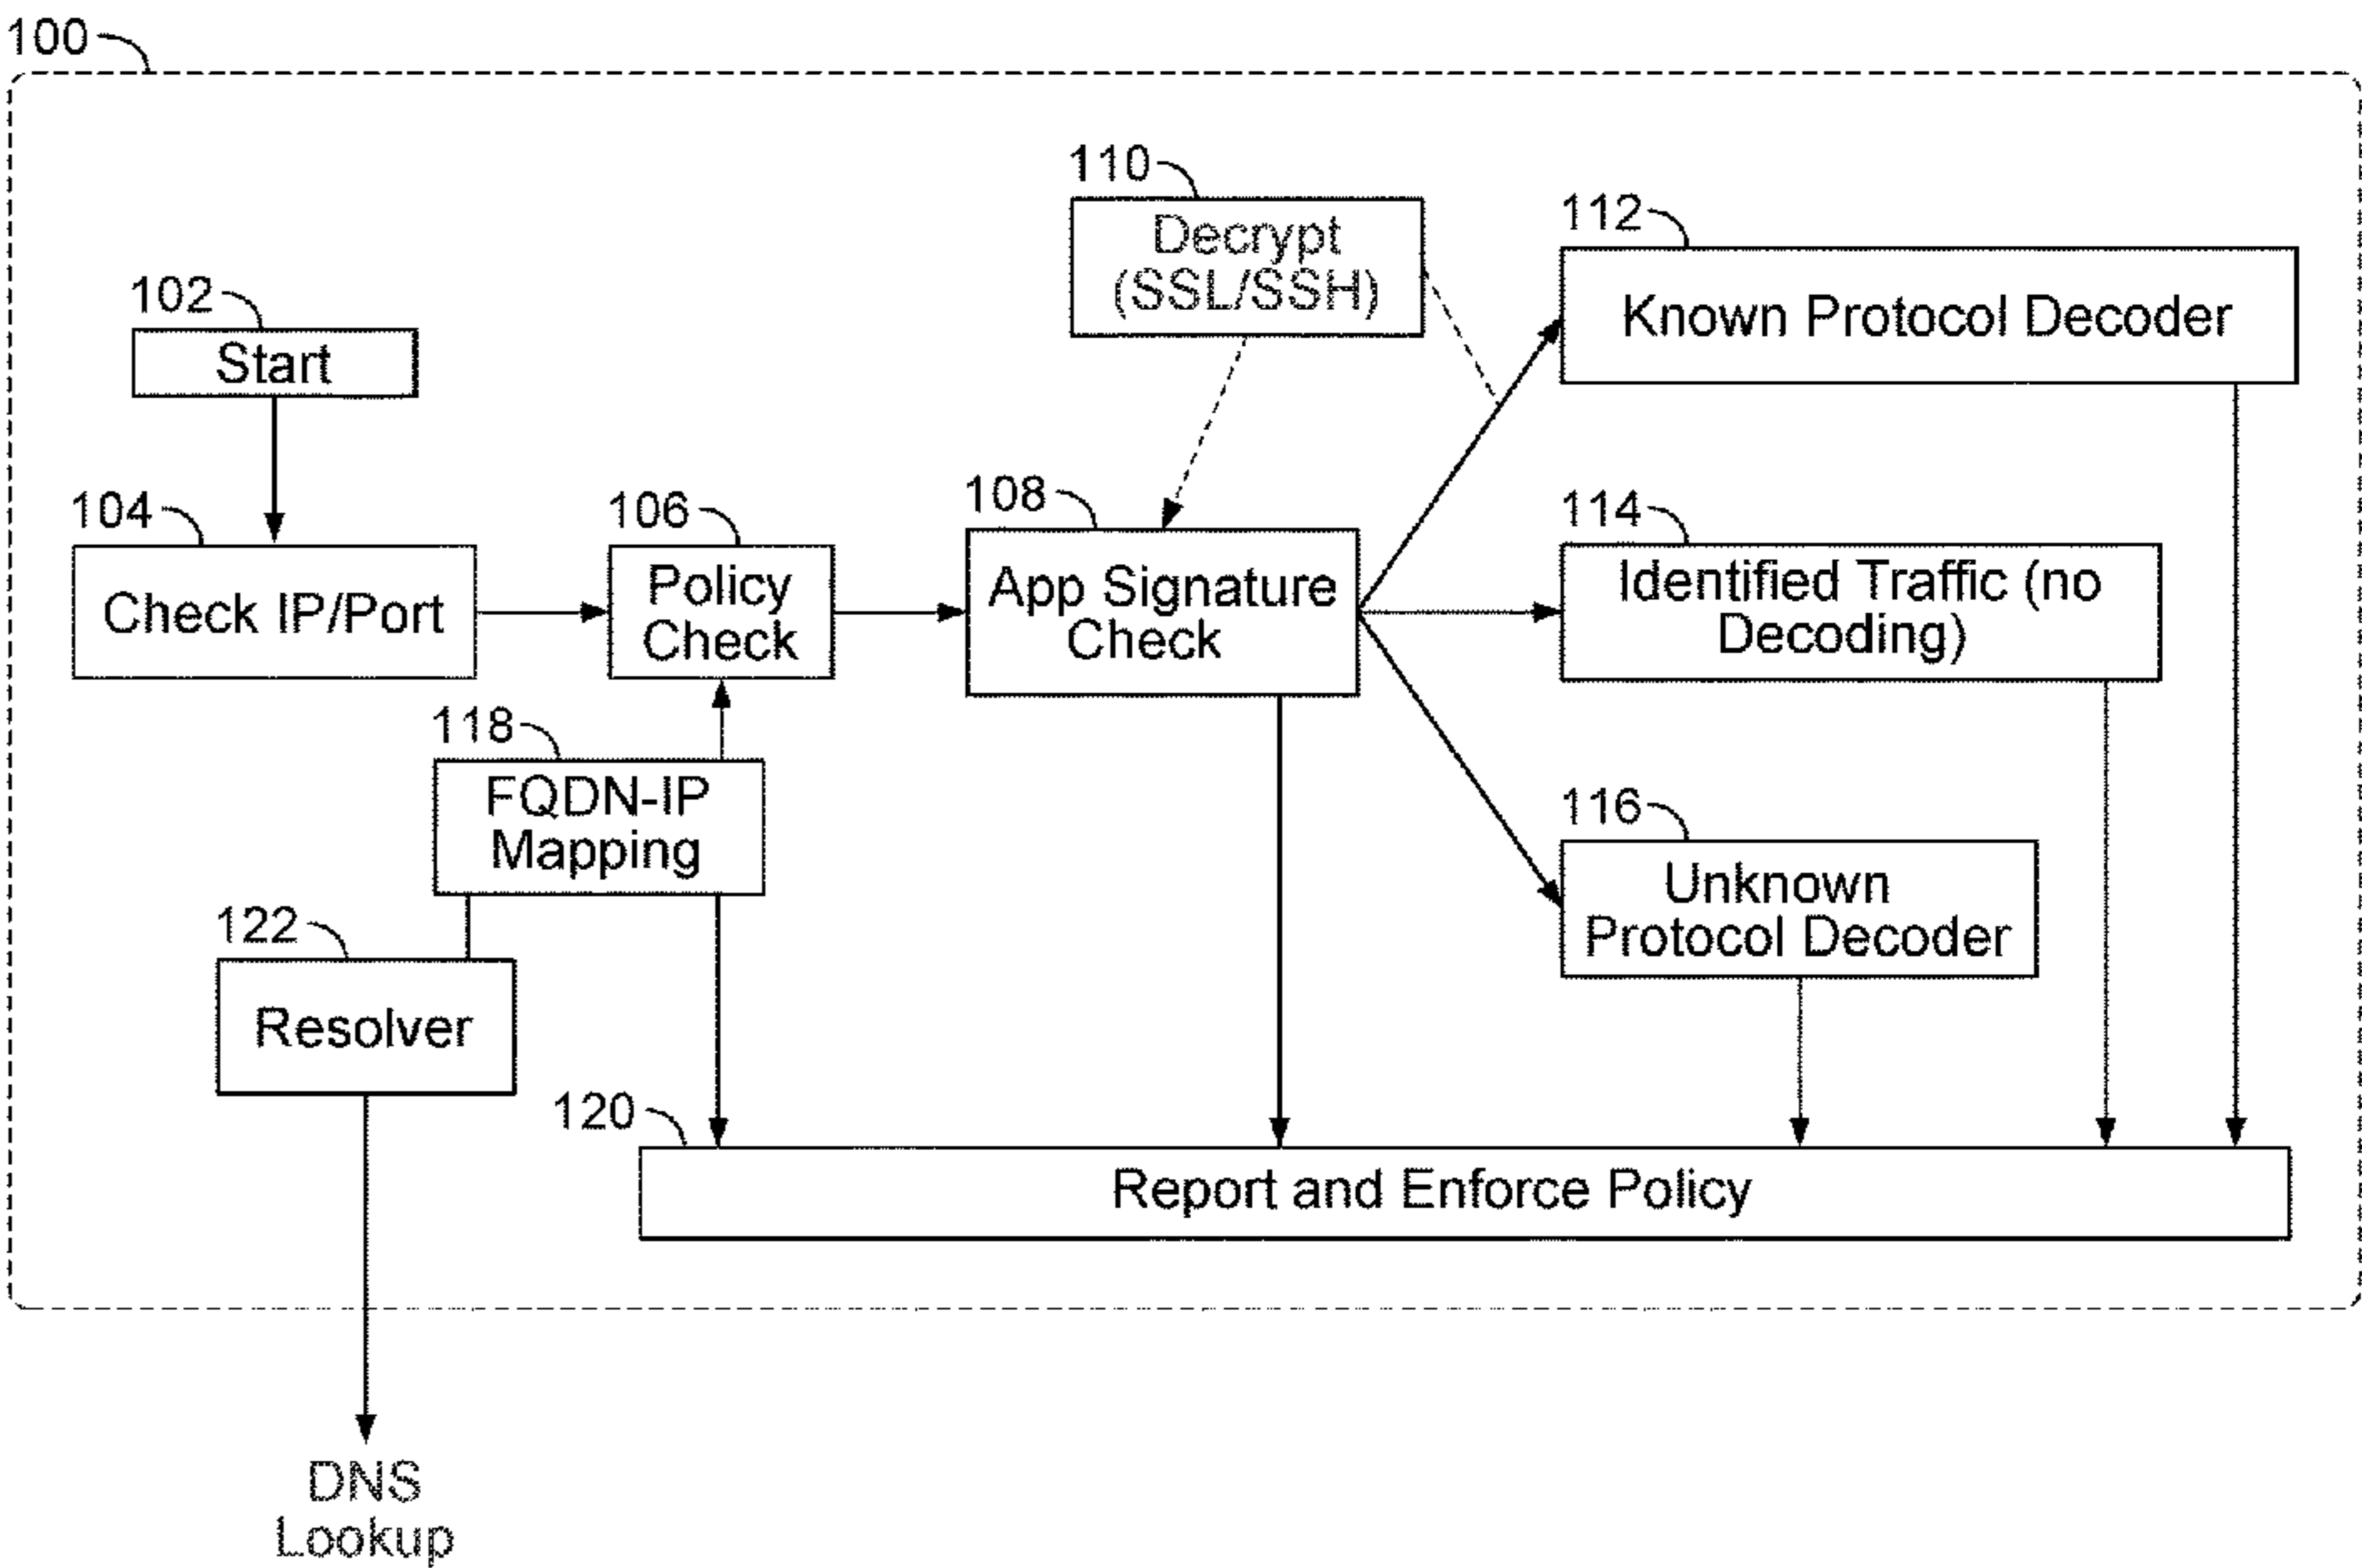 100
110
Decrypt
(SSL/SSH)
112
Known Protocol Decoder
102
Start
104
Check IP/Port
106
Policy
Check
108
App Signature
Check
114
Identified Traffic (no
Decoding)
118
FQDN-IP
Mapping
116
Unknown
Protocol Decoder
122
Resolver
120
Report and Enforce Policy
DNS
Lookup